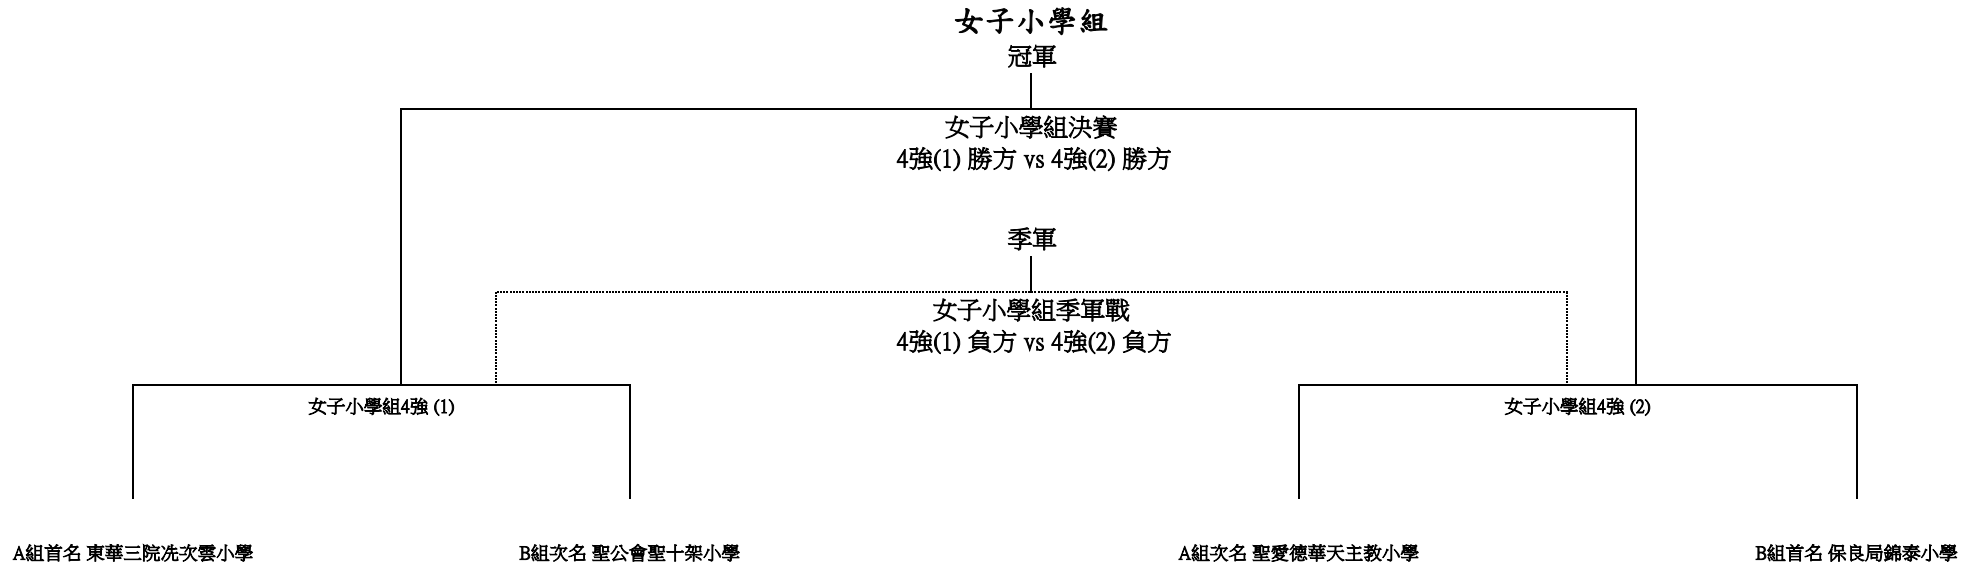 女子小學組
冠軍
女子小學組決賽
4強(1) 勝方 vs 4強(2) 勝方
季軍
女子小學組季軍戰
4強(1) 負方 vs 4強(2) 負方
女子小學組4強 (1)
女子小學組4強 (2)
A組首名 東華三院冼次雲小學
B組次名 聖公會聖十架小學
A組次名 聖愛德華天主教小學
B組首名 保良局錦泰小學